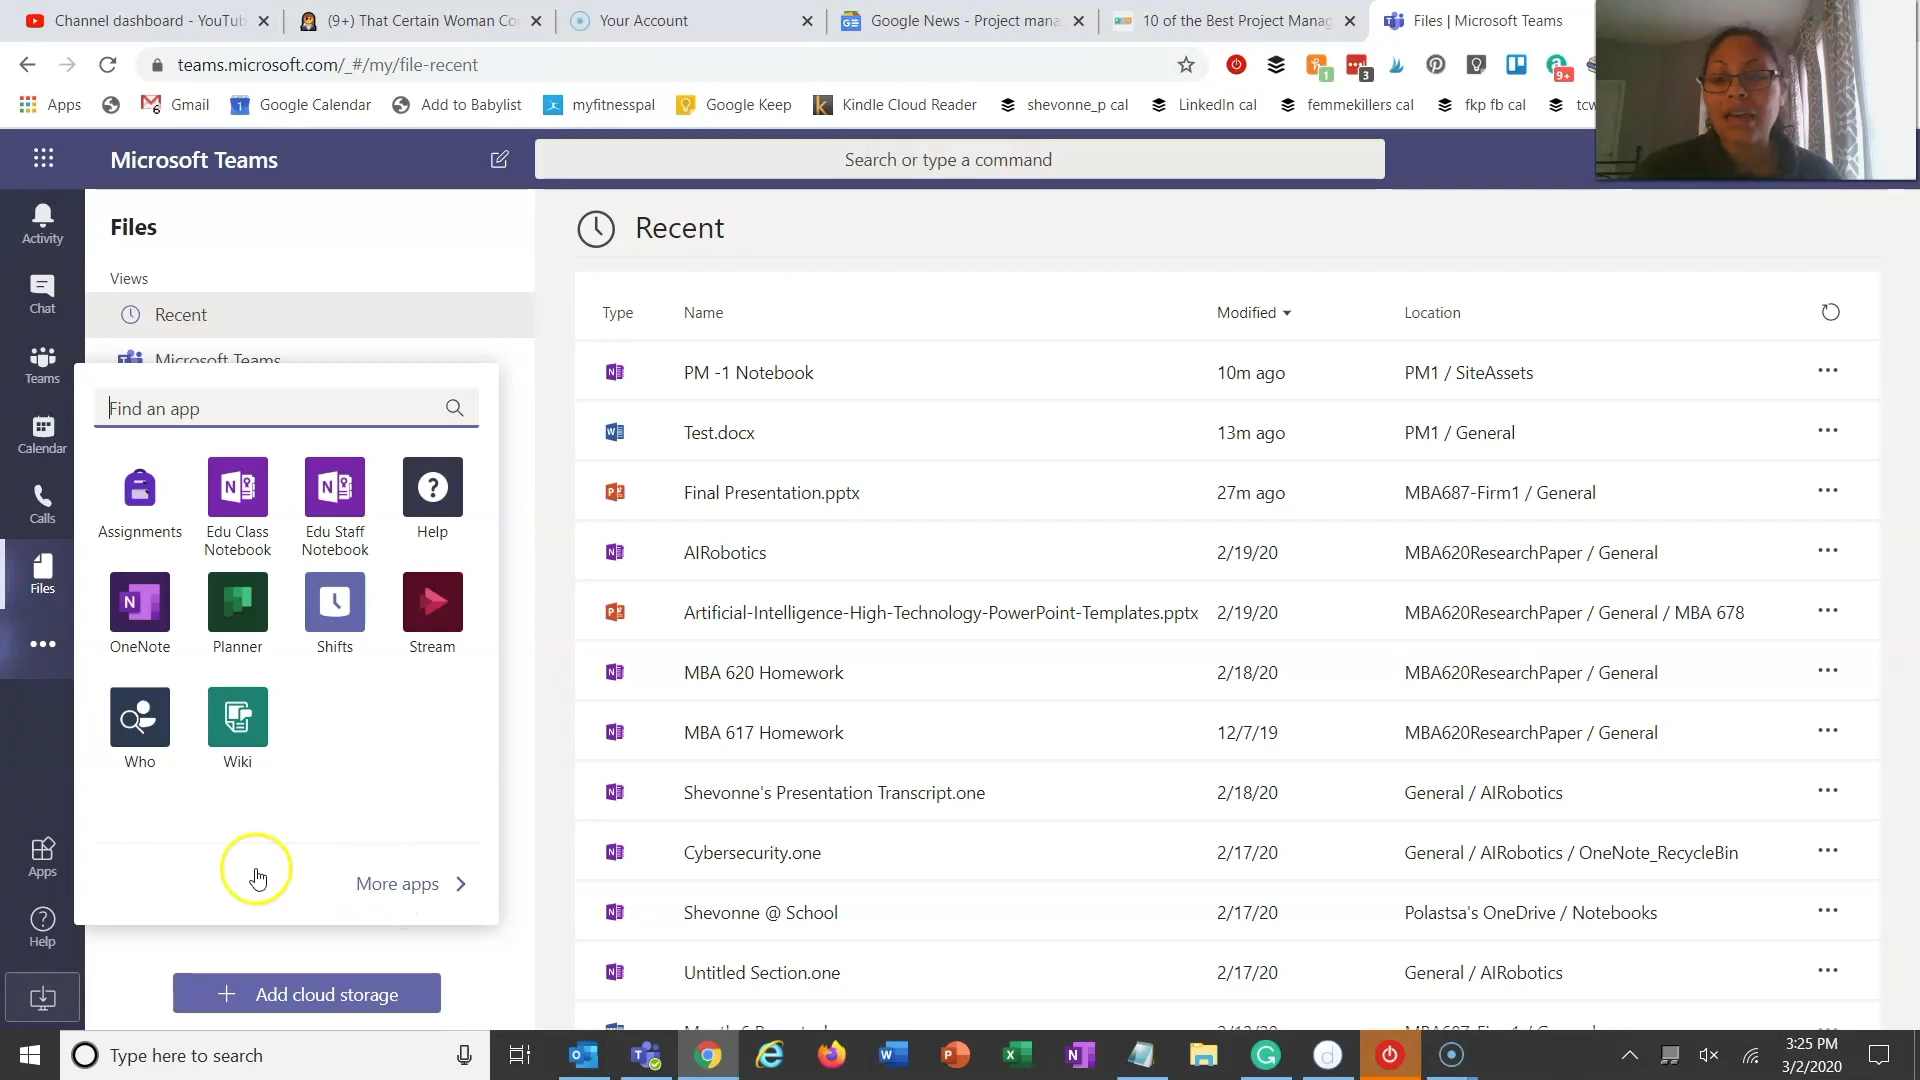 Channel dashboard - YouTub
(9+) That Certain Woman Co
Your Account
Google News - Project mana
10 of the Best Project Manag
Files | Microsoft Teams
teams.microsoft.com/_#/my/file-recent
1
3
9+
Apps
6
Gmail
1
Google Calendar
Add to Babylist
myfitnesspal
Google Keep
Kindle Cloud Reader
shevonne_p cal
LinkedIn cal
femmekillers cal
fkp fb cal
tcw
Microsoft Teams
Search or type a command
Activity
Chat
Teams
Calendar
Calls
Files
Apps
Help
Files
Views
Recent
Microsoft Teams
Find an app
Assignments
Edu Class Notebook
Edu Staff Notebook
Help
OneNote
Planner
Shifts
Stream
Who
Wiki
More apps
+ Add cloud storage
Recent
Type Name Modified Location
PM -1 Notebook 10m ago PM1 / SiteAssets
Test.docx 13m ago PM1 / General
Final Presentation.pptx 27m ago MBA687-Firm1 / General
AIRobotics 2/19/20 MBA620ResearchPaper / General
Artificial-Intelligence-High-Technology-PowerPoint-Templates.pptx 2/19/20 MBA620ResearchPaper / General / MBA 678
MBA 620 Homework 2/18/20 MBA620ResearchPaper / General
MBA 617 Homework 12/7/19 MBA620ResearchPaper / General
Shevonne's Presentation Transcript.one 2/18/20 General / AIRobotics
Cybersecurity.one 2/17/20 General / AIRobotics / OneNote_RecycleBin
Shevonne @ School 2/17/20 Polastsa's OneDrive / Notebooks
Untitled Section.one 2/17/20 General / AIRobotics
Type here to search
3:25 PM
3/2/2020